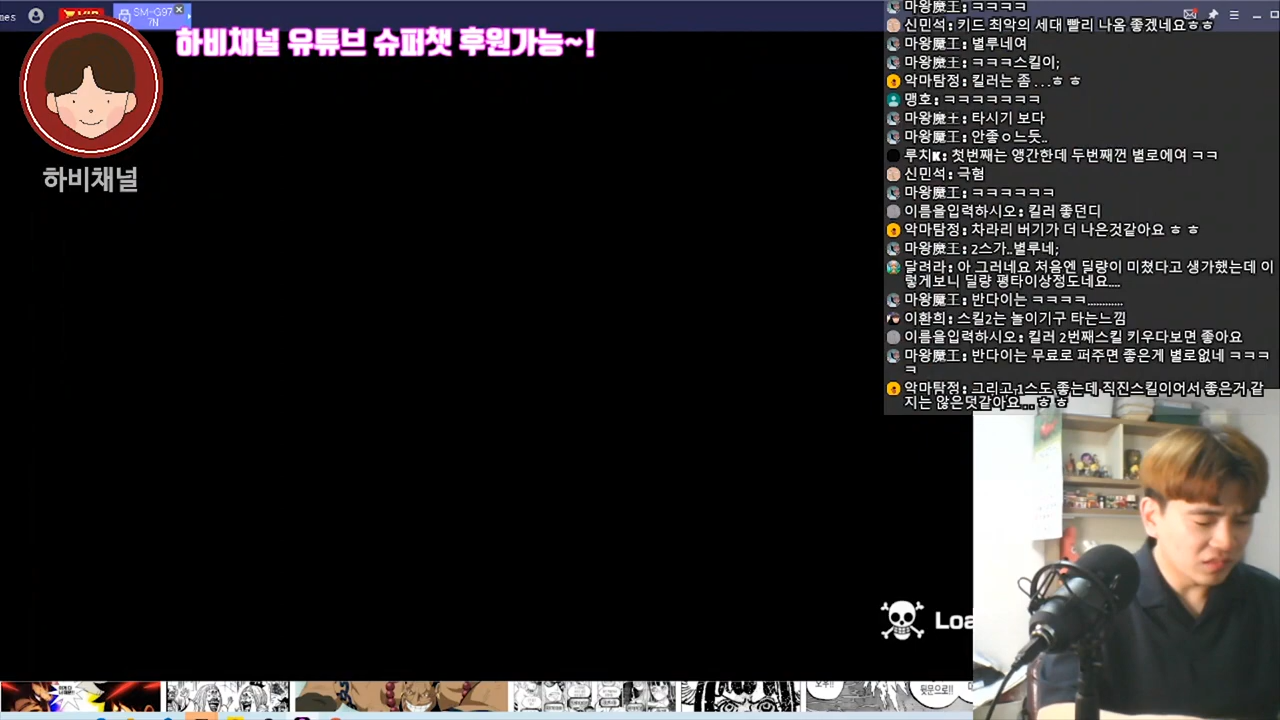 mes
VIP
SM-G97
7N
하비채널 유튜브 슈퍼챗 후원가능~!
하비채널
마왕魔王: ㅋㅋㅋㅋ
신민석: 키드 최악의 세대 빨리 나옴 좋겠네요ㅎㅎ
마왕魔王: 별루네여
마왕魔王: ㅋㅋㅋ스킬이;
악마탐정: 킬러는 좀...ㅎ ㅎ
맹호: ㅋㅋㅋㅋㅋㅋㅋ
마왕魔王: 타시기 보다
마왕魔王: 안좋ㅇ느듯..
루치K: 첫번째는 앵간한데 두번째껀 별로에여 ㅋㅋ
신민석: 극혐
마왕魔王: ㅋㅋㅋㅋㅋㅋ
이름을입력하시오: 킬러 좋던디
악마탐정: 차라리 버기가 더 나은것같아요 ㅎ ㅎ
마왕魔王: 2스가..별루네;
달려라: 아 그러네요 처음엔 딜량이 미쳤다고 생가했는데 이
렇게보니 딜량 평타이상정도네요....
마왕魔王: 반다이는 ㅋㅋㅋㅋ............
이환희: 스킬2는 놀이기구 타는느낌
이름을입력하시오: 킬러 2번째스킬 키우다보면 좋아요
마왕魔王: 반다이는 무료로 퍼주면 좋은게 별로없네 ㅋㅋㅋ
ㅋ
악마탐정: 그리고 1스도 좋는데 직진스킬이어서 좋은거 같
지는 않은덧같아요.. ㅎㅎ
Loa
뒷문으로!!